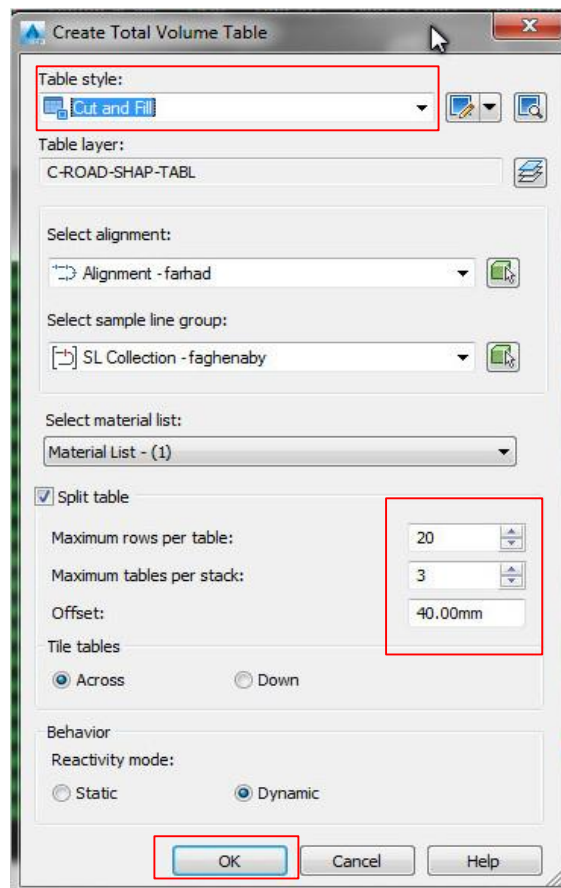 Create Total Volume Table
Table style:
Cut and Fill
Table layer:
C-ROAD-SHAP-TABL
Select alignment:
Alignment - farhad
Select sample line group:
SL Collection - faghenaby
Select material list:
Material List - (1)
Split table
Maximum rows per table: 20
Maximum tables per stack: 3
Offset: 40.00mm
Tile tables
Across Down
Behavior
Reactivity mode:
Static Dynamic
OK Cancel Help